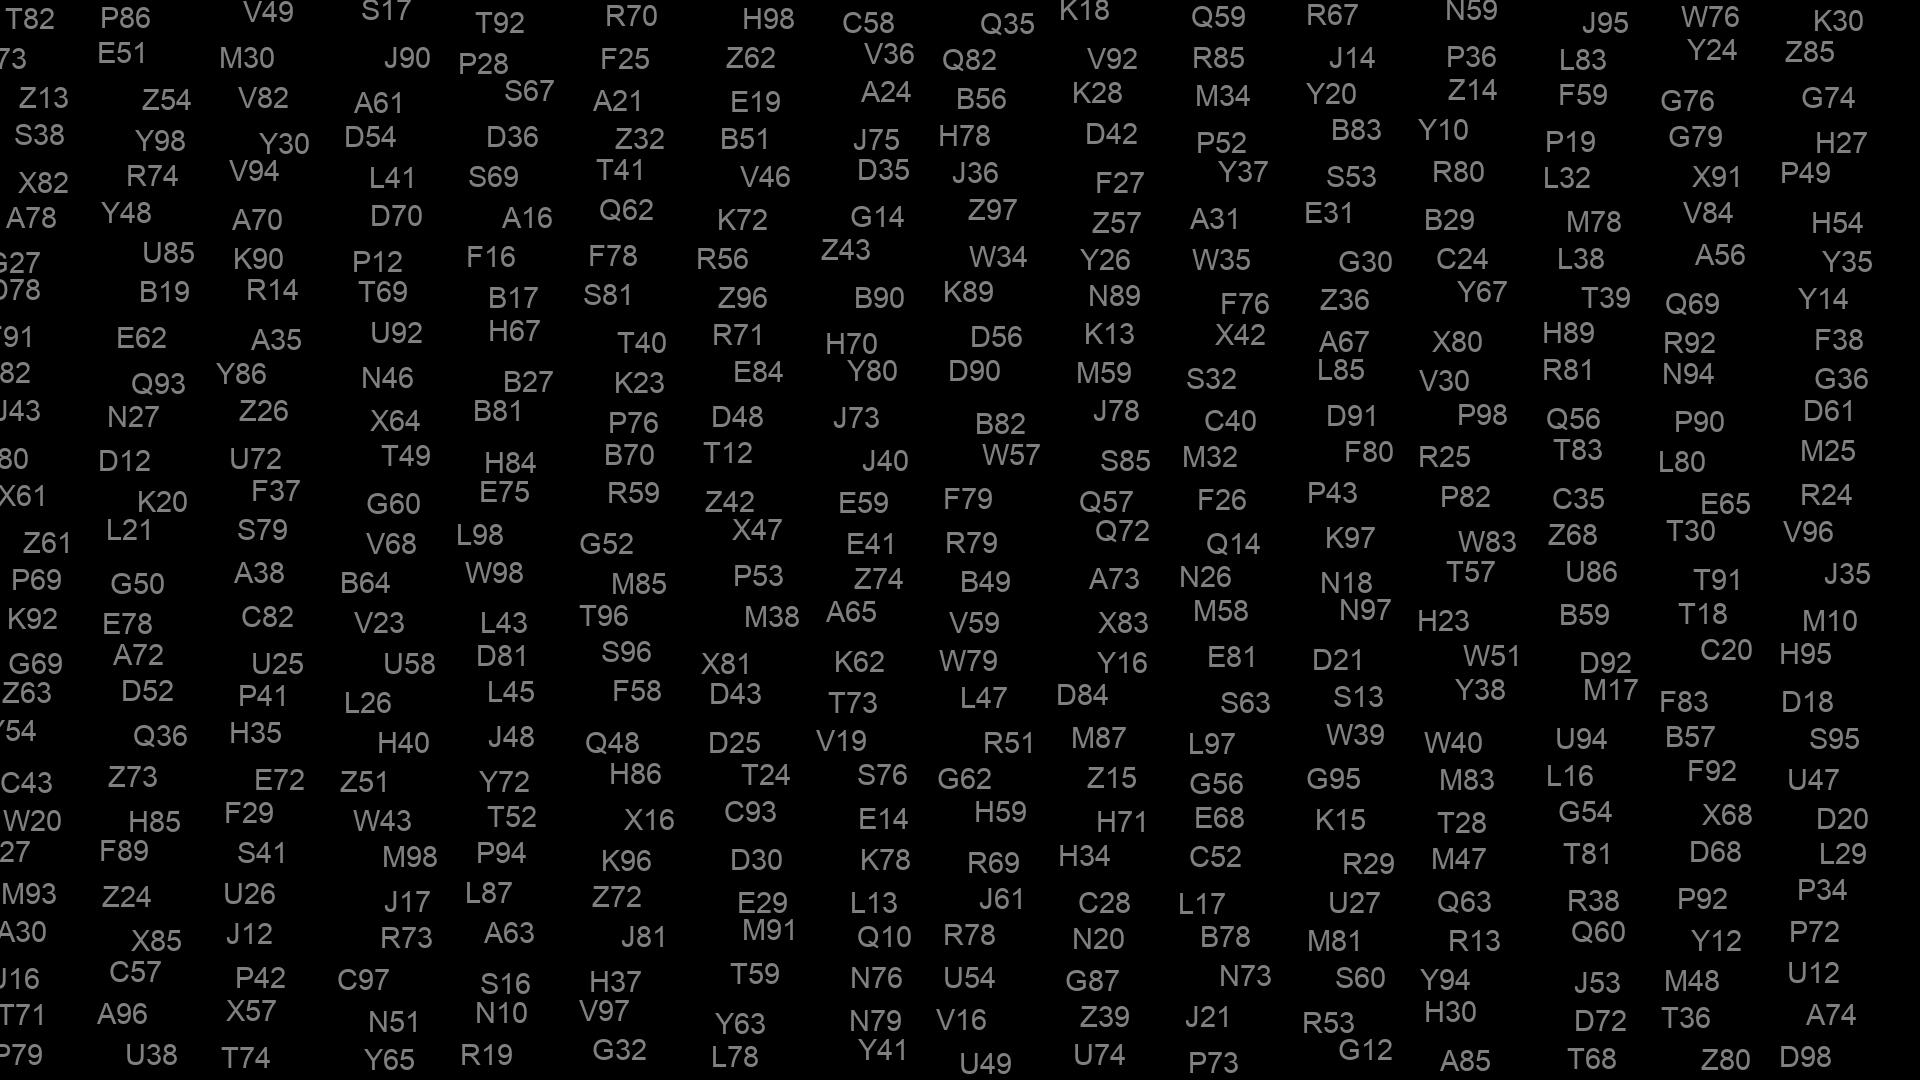 T82 P86 V49 S17 T92 R70 H98 C58 Q35 K18 Q59 R67 N59 J95 W76 K30
73 E51 M30 J90 P28 F25 Z62 V36 Q82 V92 R85 J14 P36 L83 Y24 Z85
Z13 Z54 V82 A61 S67 A21 E19 A24 B56 K28 M34 Y20 Z14 F59 G76 G74
S38 Y98 Y30 D54 D36 Z32 B51 J75 H78 D42 P52 B83 Y10 P19 G79 H27
X82 R74 V94 L41 S69 T41 V46 D35 J36 F27 Y37 S53 R80 L32 X91 P49
A78 Y48 A70 D70 A16 Q62 K72 G14 Z97 Z57 A31 E31 B29 M78 V84 H54
G27 U85 K90 P12 F16 F78 R56 Z43 W34 Y26 W35 G30 C24 L38 A56 Y35
78 B19 R14 T69 B17 S81 Z96 B90 K89 N89 F76 Z36 Y67 T39 Q69 Y14
91 E62 A35 U92 H67 T40 R71 H70 D56 K13 X42 A67 X80 H89 R92 F38
82 Q93 Y86 N46 B27 K23 E84 Y80 D90 M59 S32 L85 V30 R81 N94 G36
J43 N27 Z26 X64 B81 P76 D48 J73 B82 J78 C40 D91 P98 Q56 P90 D61
80 D12 U72 T49 H84 B70 T12 J40 W57 S85 M32 F80 R25 T83 L80 M25
X61 K20 F37 G60 E75 R59 Z42 E59 F79 Q57 F26 P43 P82 C35 E65 R24
Z61 L21 S79 V68 L98 G52 X47 E41 R79 Q72 Q14 K97 W83 Z68 T30 V96
P69 G50 A38 B64 W98 M85 P53 Z74 B49 A73 N26 N18 T57 U86 T91 J35
K92 E78 C82 V23 L43 T96 M38 A65 V59 X83 M58 N97 H23 B59 T18 M10
G69 A72 U25 U58 D81 S96 X81 K62 W79 Y16 E81 D21 W51 D92 C20 H95
Z63 D52 P41 L26 L45 F58 D43 T73 L47 D84 S63 S13 Y38 M17 F83 D18
54 Q36 H35 H40 J48 Q48 D25 V19 R51 M87 L97 W39 W40 U94 B57 S95
C43 Z73 E72 Z51 Y72 H86 T24 S76 G62 Z15 G56 G95 M83 L16 F92 U47
W20 H85 F29 W43 T52 X16 C93 E14 H59 H71 E68 K15 T28 G54 X68 D20
27 F89 S41 M98 P94 K96 D30 K78 R69 H34 C52 R29 M47 T81 D68 L29
M93 Z24 U26 J17 L87 Z72 E29 L13 J61 C28 L17 U27 Q63 R38 P92 P34
A30 X85 J12 R73 A63 J81 M91 Q10 R78 N20 B78 M81 R13 Q60 Y12 P72
16 C57 P42 C97 S16 H37 T59 N76 U54 G87 N73 S60 Y94 J53 M48 U12
T71 A96 X57 N51 N10 V97 Y63 N79 V16 Z39 J21 R53 H30 D72 T36 A74
P79 U38 T74 Y65 R19 G32 L78 Y41 U49 U74 P73 G12 A85 T68 Z80 D98